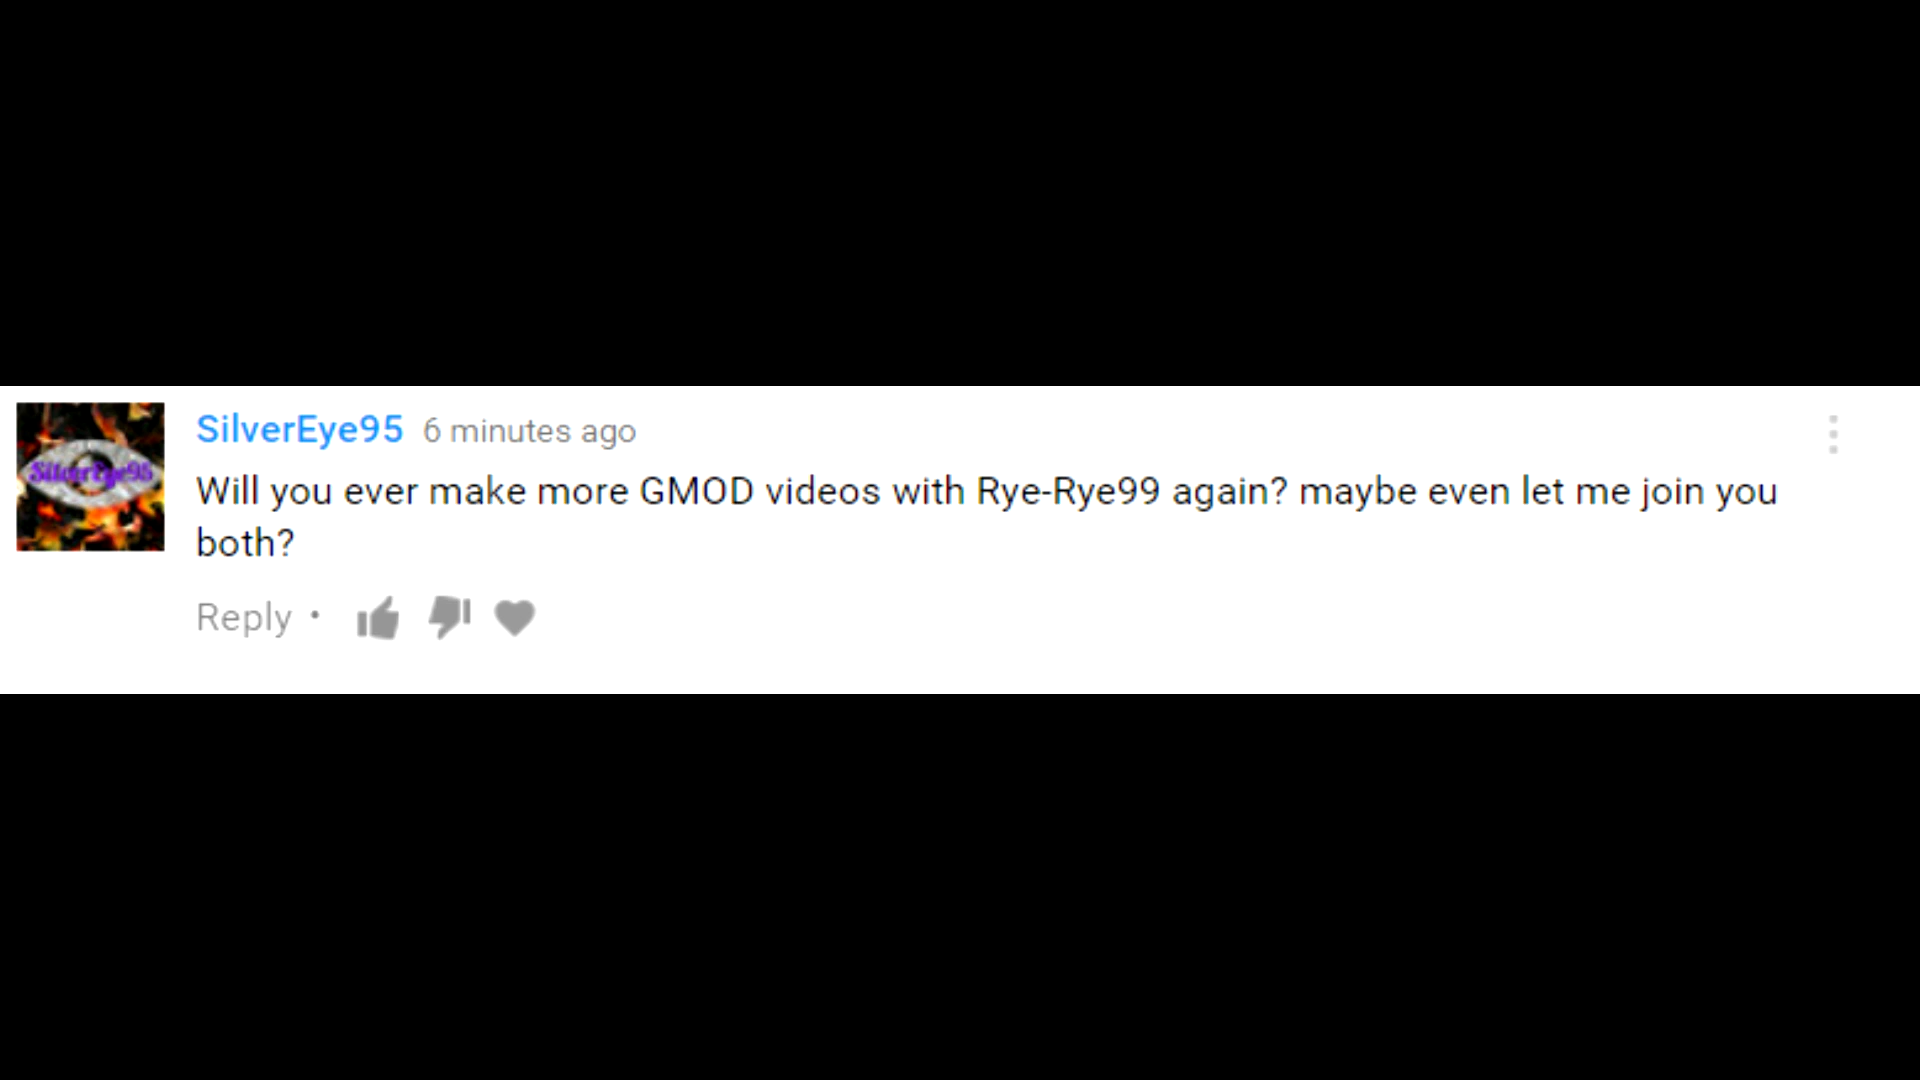 SilverEye95
SilverEye95 6 minutes ago
Will you ever make more GMOD videos with Rye-Rye99 again? maybe even let me join you
both?
Reply •